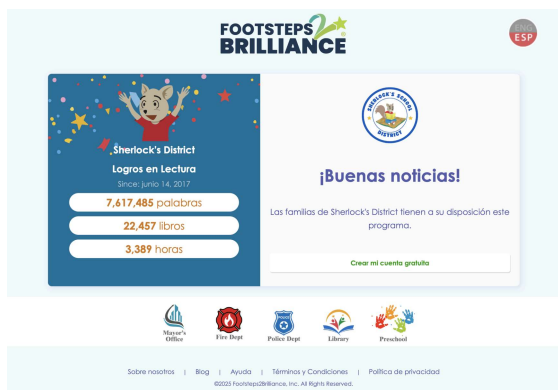 FOOTSTEPS2
BRILLIANCE
ENG
ESP
Sherlock's District
Logros en Lectura
Since: junio 14, 2017
7,617,485 palabras
22,457 libros
3,389 horas
SHERLOCK'S SCHOOL
DISTRICT
¡Buenas noticias!
Las familias de Sherlock's District tienen a su disposición este
programa.
Crear mi cuenta gratuita
Mayor's
Office
Fire Dept
POLICE
Police Dept
Library
Preschool
Sobre nosotros | Blog | Ayuda | Términos y Condiciones | Política de privacidad
©2025 Footsteps2Brilliance, Inc. All Rights Reserved.